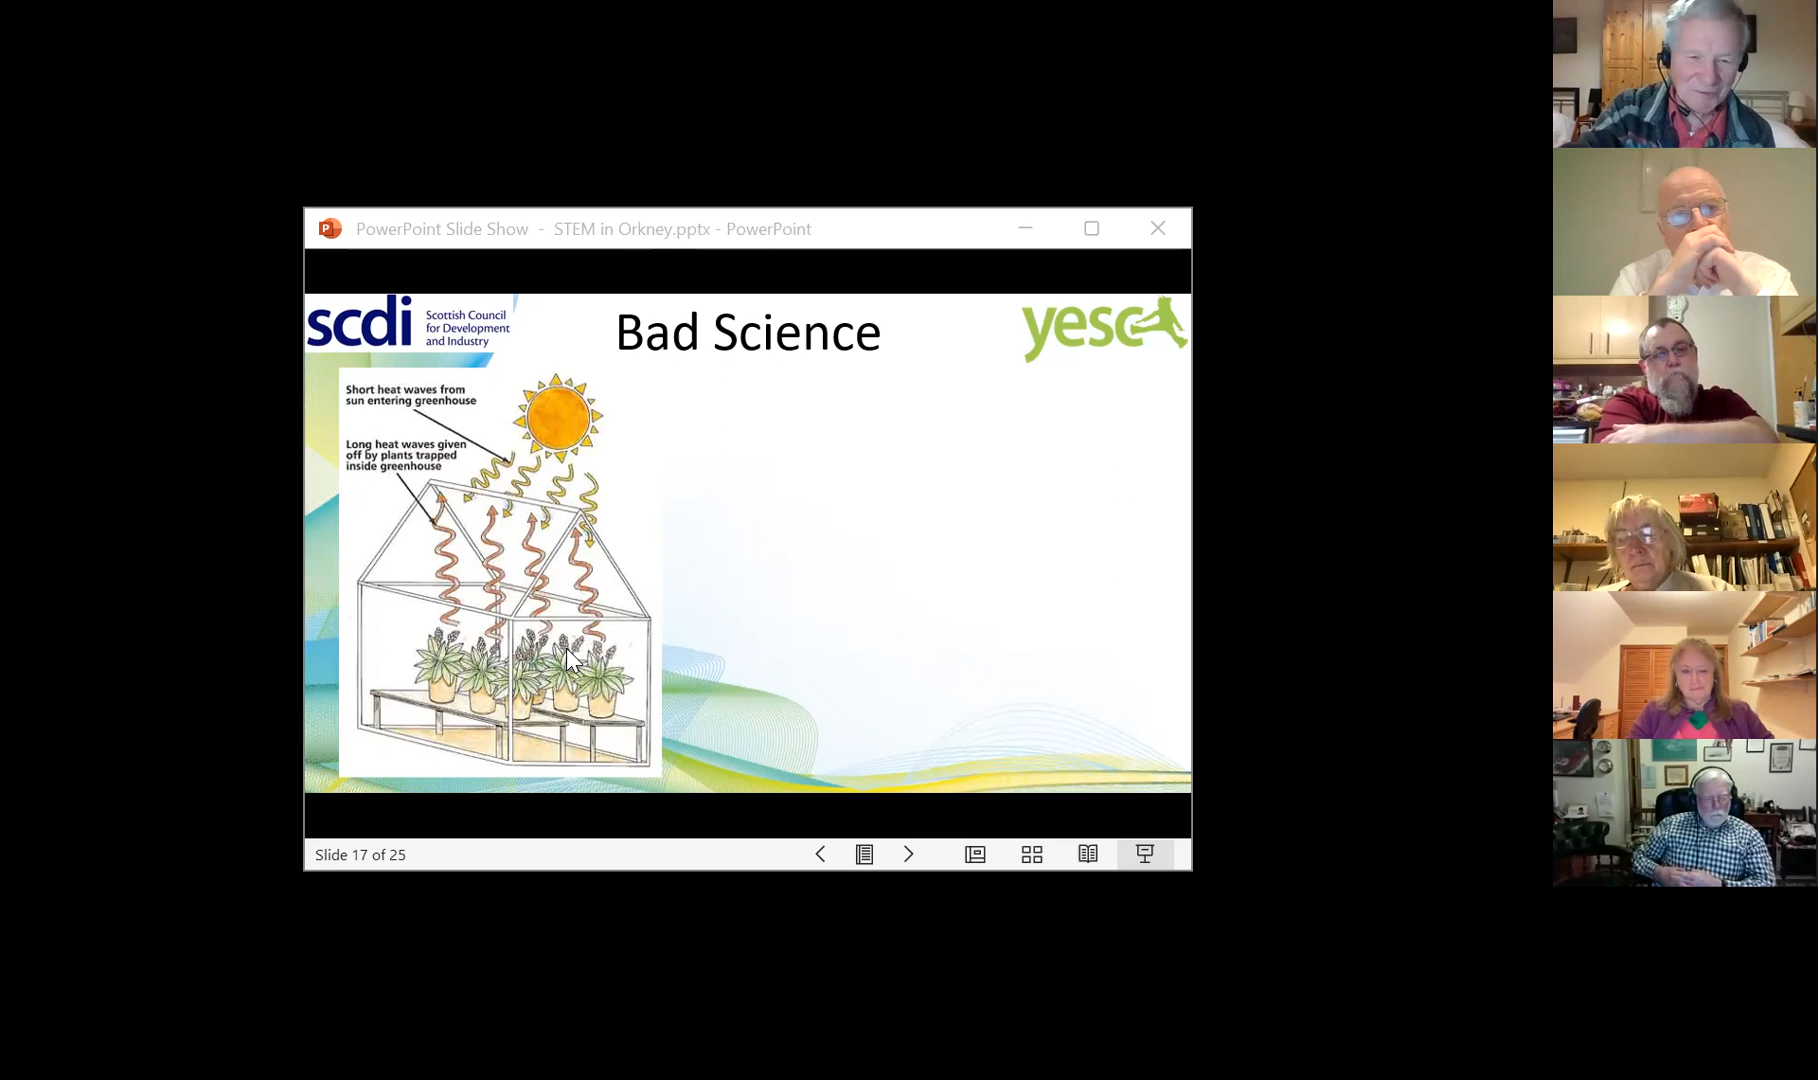 PowerPoint Slide Show - STEM in Orkney.pptx - PowerPoint
scdi
Scottish Council
for Development
and Industry
Bad Science
yesc
Short heat waves from
sun entering greenhouse
Long heat waves given
off by plants trapped
inside greenhouse
Slide 17 of 25